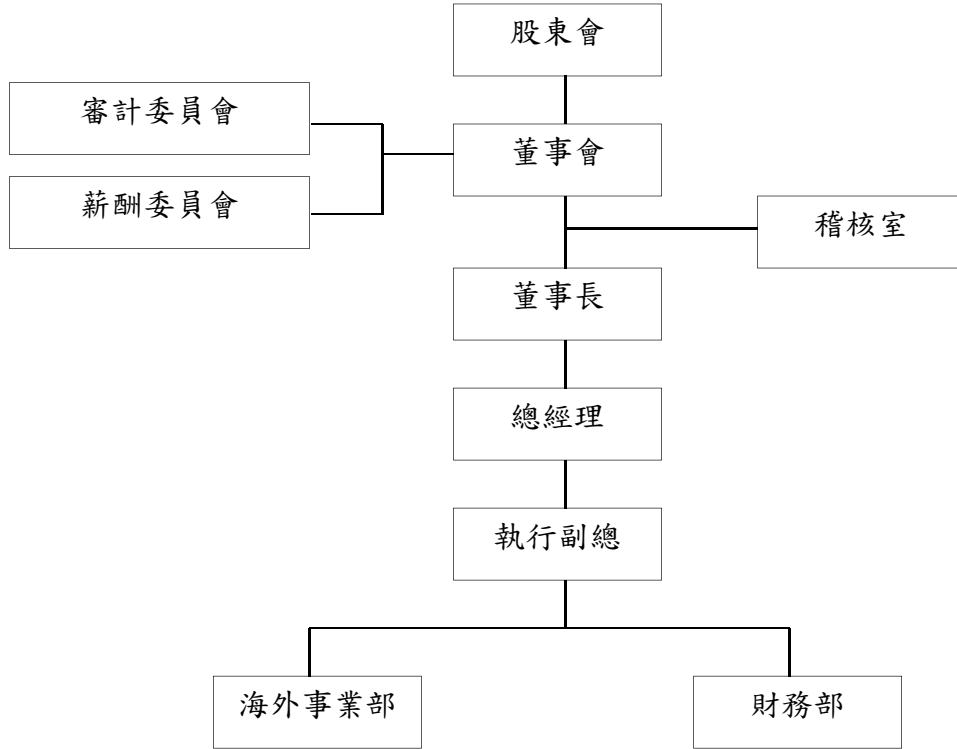 股東會
審計委員會
董事會
薪酬委員會
稽核室
董事長
總經理
執行副總
海外事業部
財務部